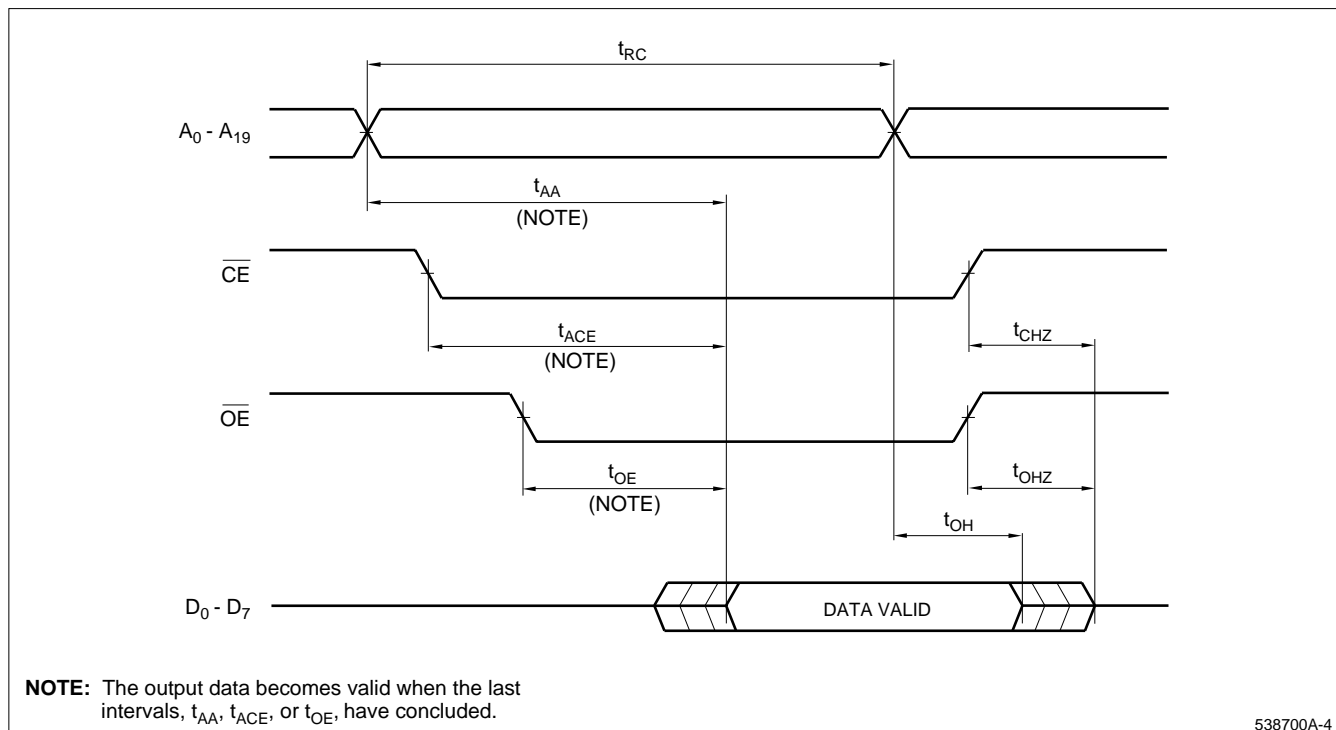 tRC
A0 - A19
tAA
(NOTE)
CE
tACE
(NOTE)
tCHZ
OE
tOE
(NOTE)
tOHZ
tOH
D0 - D7
DATA VALID
NOTE: The output data becomes valid when the last
intervals, tAA, tACE, or tOE, have concluded.
538700A-4